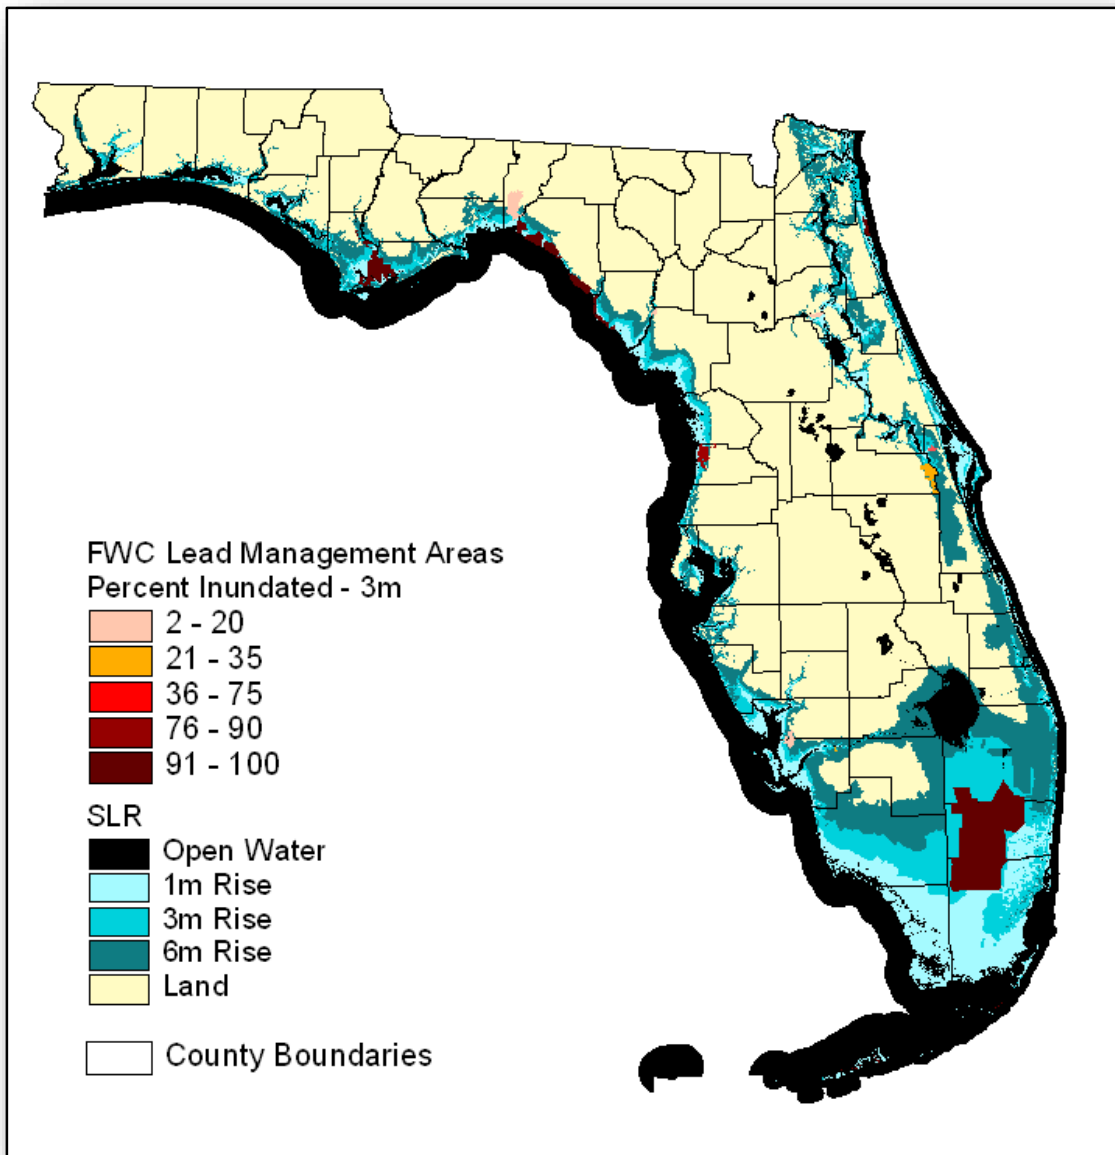 FWC Lead Management Areas
Percent Inundated - 3m
2 - 20
21 - 35
36 - 75
76 - 90
91 - 100
SLR
Open Water
1m Rise
3m Rise
6m Rise
Land
County Boundaries